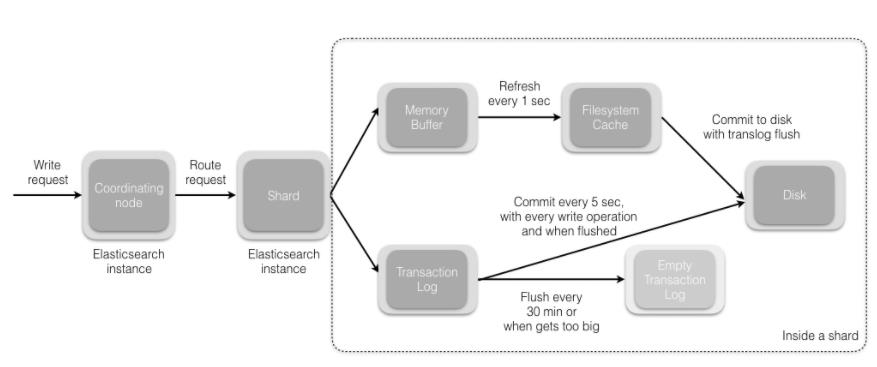 Write
request
Coordinating
node
Elasticsearch
instance
Route
request
Shard
Elasticsearch
instance
Memory
Buffer
Refresh
every 1 sec
Filesystem
Cache
Commit to disk
with translog flush
Disk
Commit every 5 sec,
with every write operation
and when flushed
Transaction
Log
Flush every
30 min or
when gets too big
Empty
Transaction
Log
Inside a shard